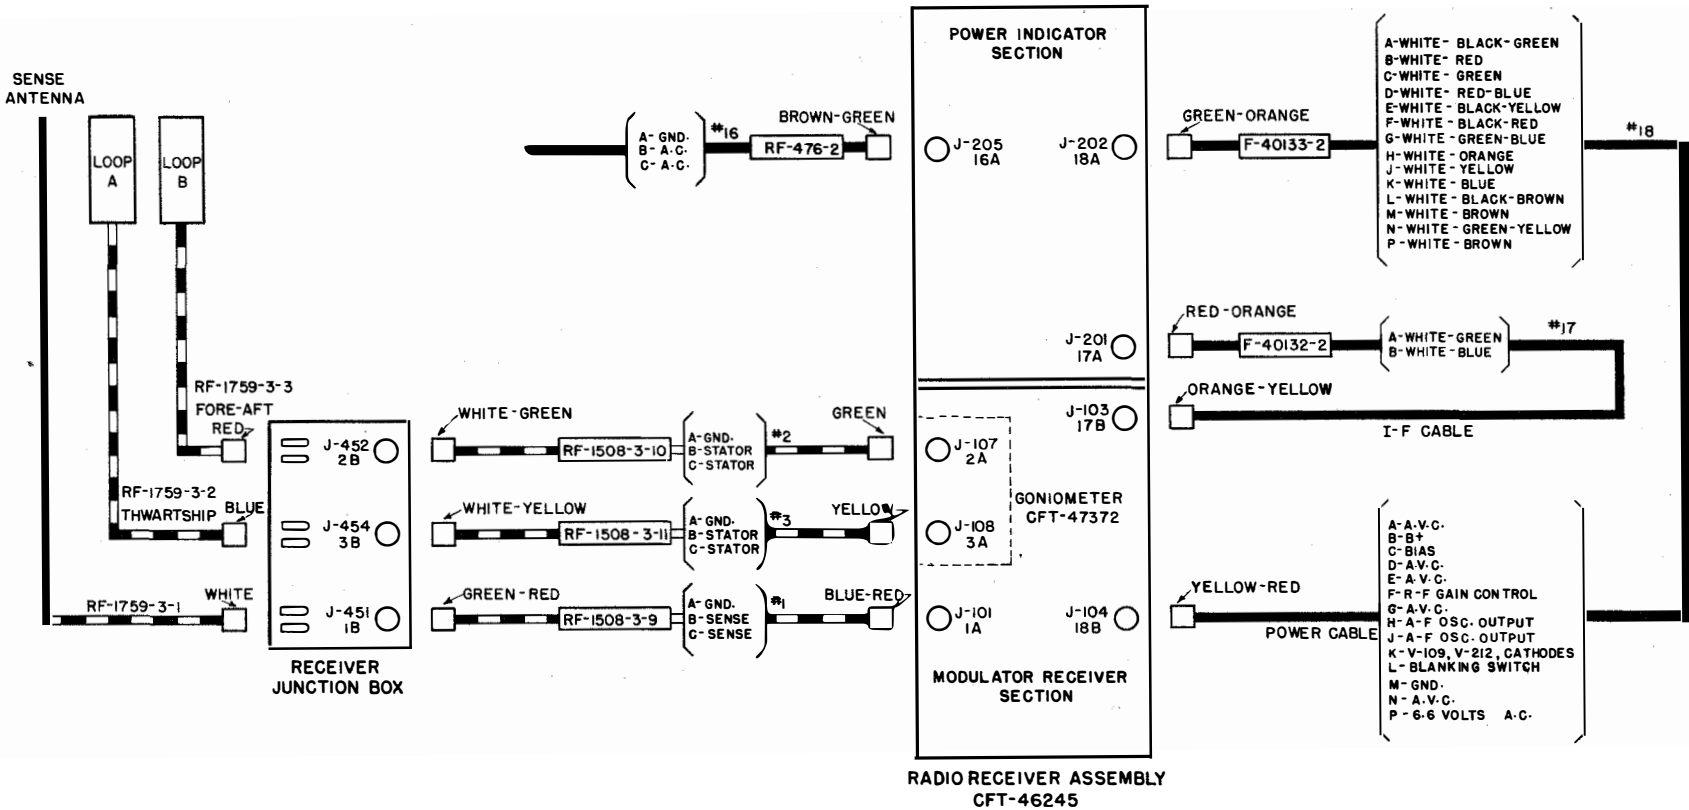 SENSE
ANTENNA
LOOP
A
LOOP
B
RF-1759-3-3
FORE-AFT
RED
RF-1759-3-2
THWARTSHIP
BLUE
RF-1759-3-1
WHITE
J-452
2B
J-454
3B
J-451
1B
RECEIVER
JUNCTION BOX
A- GND.
B- A.C.
C- A.C.
#16
RF-476-2
BROWN-GREEN
WHITE-GREEN
RF-1508-3-10
A-GND.
B-STATOR
C-STATOR
#2
GREEN
WHITE-YELLOW
RF-1508-3-11
A-GND.
B-STATOR
C-STATOR
#3
YELLOW
GREEN-RED
RF-1508-3-9
A- GND.
B-SENSE
C-SENSE
#1
BLUE-RED
POWER INDICATOR
SECTION
J-205
16A
J-202
18A
J-201
17A
J-103
17B
J-107
2A
J-108
3A
GONIOMETER
CFT-47372
J-101
1A
J-104
18B
MODULATOR RECEIVER
SECTION
RADIO RECEIVER ASSEMBLY
CFT-46245
GREEN-ORANGE
F-40133-2
A-WHITE- BLACK-GREEN
B-WHITE- RED
C-WHITE- GREEN
D-WHITE- RED-BLUE
E-WHITE- BLACK-YELLOW
F-WHITE- BLACK-RED
G-WHITE-GREEN-BLUE
H-WHITE-ORANGE
J-WHITE-YELLOW
K-WHITE-BLUE
L-WHITE-BLACK-BROWN
M-WHITE-BROWN
N-WHITE-GREEN-YELLOW
P-WHITE-BROWN
#18
RED-ORANGE
F-40132-2
A-WHITE-GREEN
B-WHITE-BLUE
#17
ORANGE-YELLOW
I-F CABLE
YELLOW-RED
POWER CABLE
A-A.V.C.
B-B+
C-BIAS
D-A.V.C.
E-A.V.C.
F-R-F GAIN CONTROL
G-A.V.C.
H-A-F OSC. OUTPUT
J-A-F OSC. OUTPUT
K-V-109, V-212, CATHODES
L-BLANKING SWITCH
M-GND.
N-A.V.C.
P-6.6 VOLTS A.C.